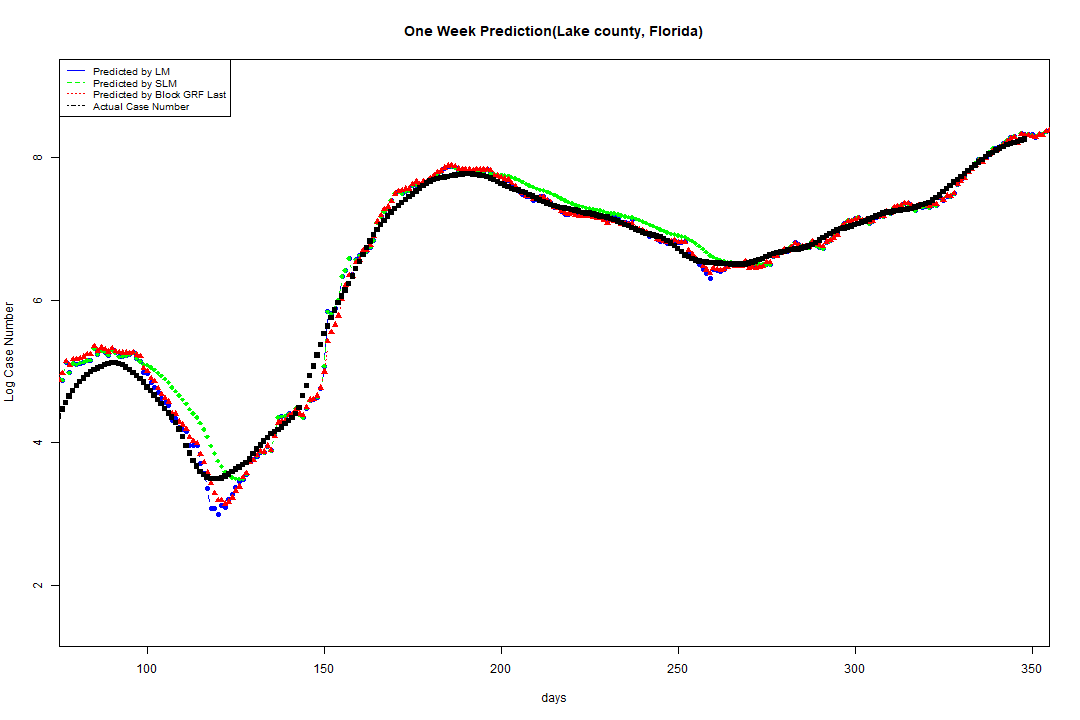 One Week Prediction(Lake county, Florida)
Predicted by LM
Predicted by SLM
Predicted by Block GRF Last
Actual Case Number
8
6
4
2
Log Case Number
100 150 200 250 300 350
days